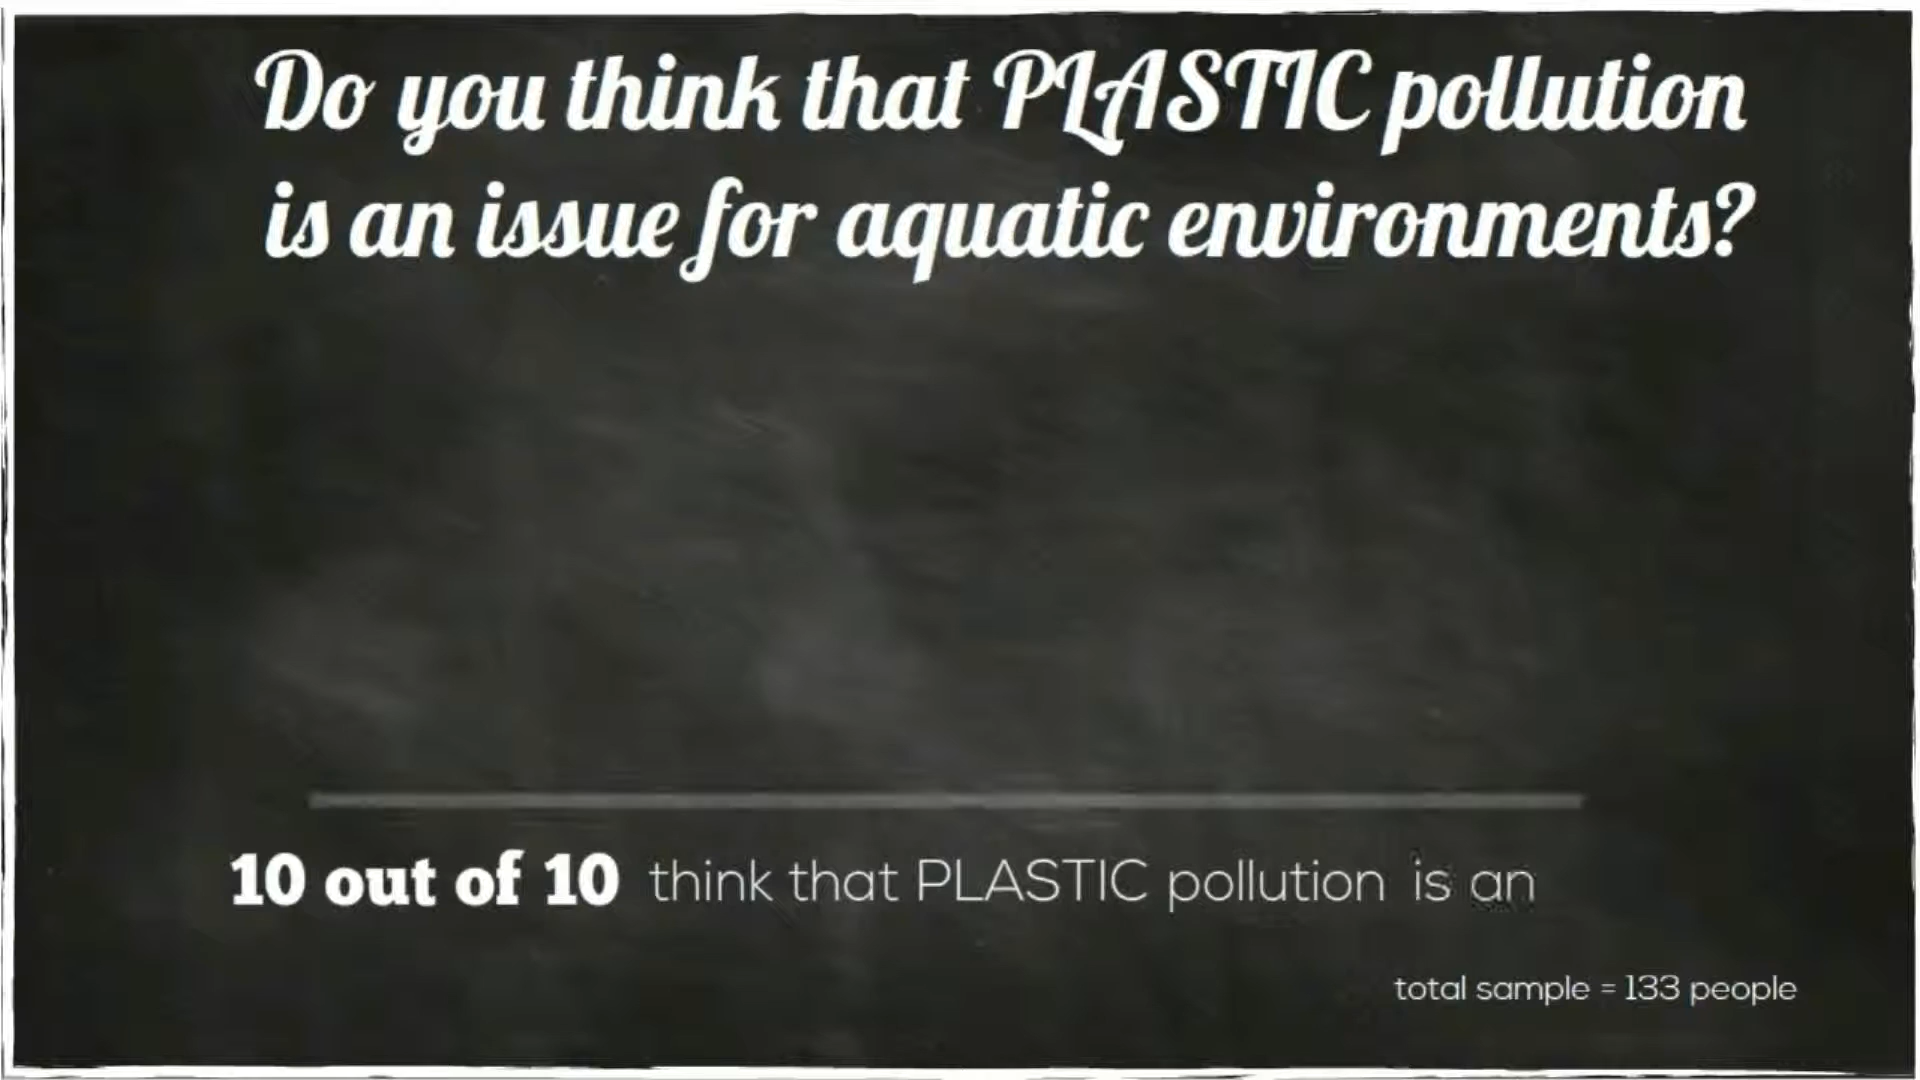 Do you think that PLASTIC pollution
is an issue for aquatic environments?
10 out of 10 think that PLASTIC pollution is an
total sample = 133 people